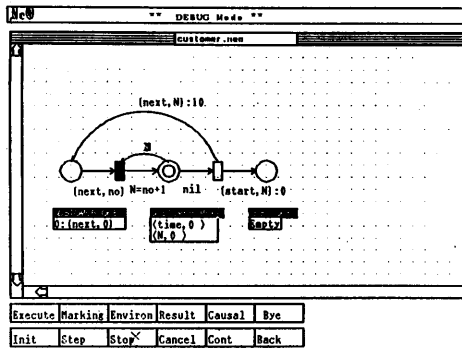 ** DEBUG Mode **
customer.neo
(next,N):10
N
(next,no) N=no+1 nil (start,N):0
0:(next,0) (time,0 ) Empty
(N,0 )
Execute Marking Environ Result Causal Bye
Init Step Stop Cancel Cont Back